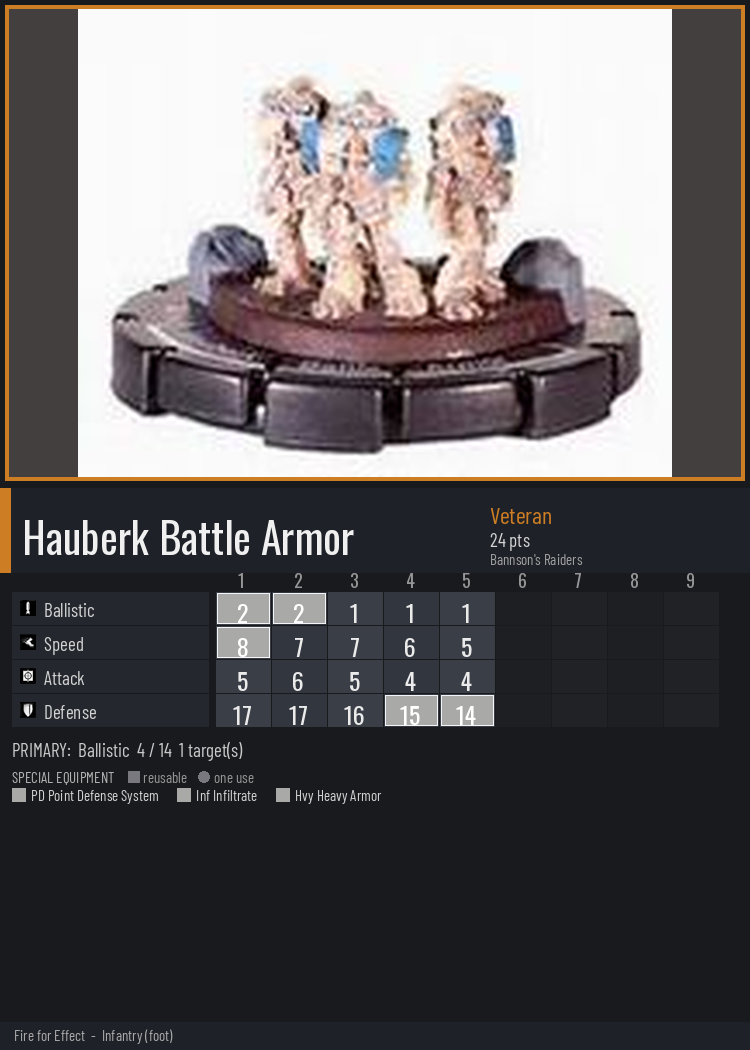 Hauberk Battle Armor
Veteran
24 pts
Bannson's Raiders
1 2 3 4 5 6 7 8 9
Ballistic 2 2 1 1 1
Speed 8 7 7 6 5
Attack 5 6 5 4 4
Defense 17 17 16 15 14
PRIMARY: Ballistic 4 / 14 1 target(s)
SPECIAL EQUIPMENT reusable one use
PD Point Defense System Inf Infiltrate Hvy Heavy Armor
Fire for Effect - Infantry (foot)